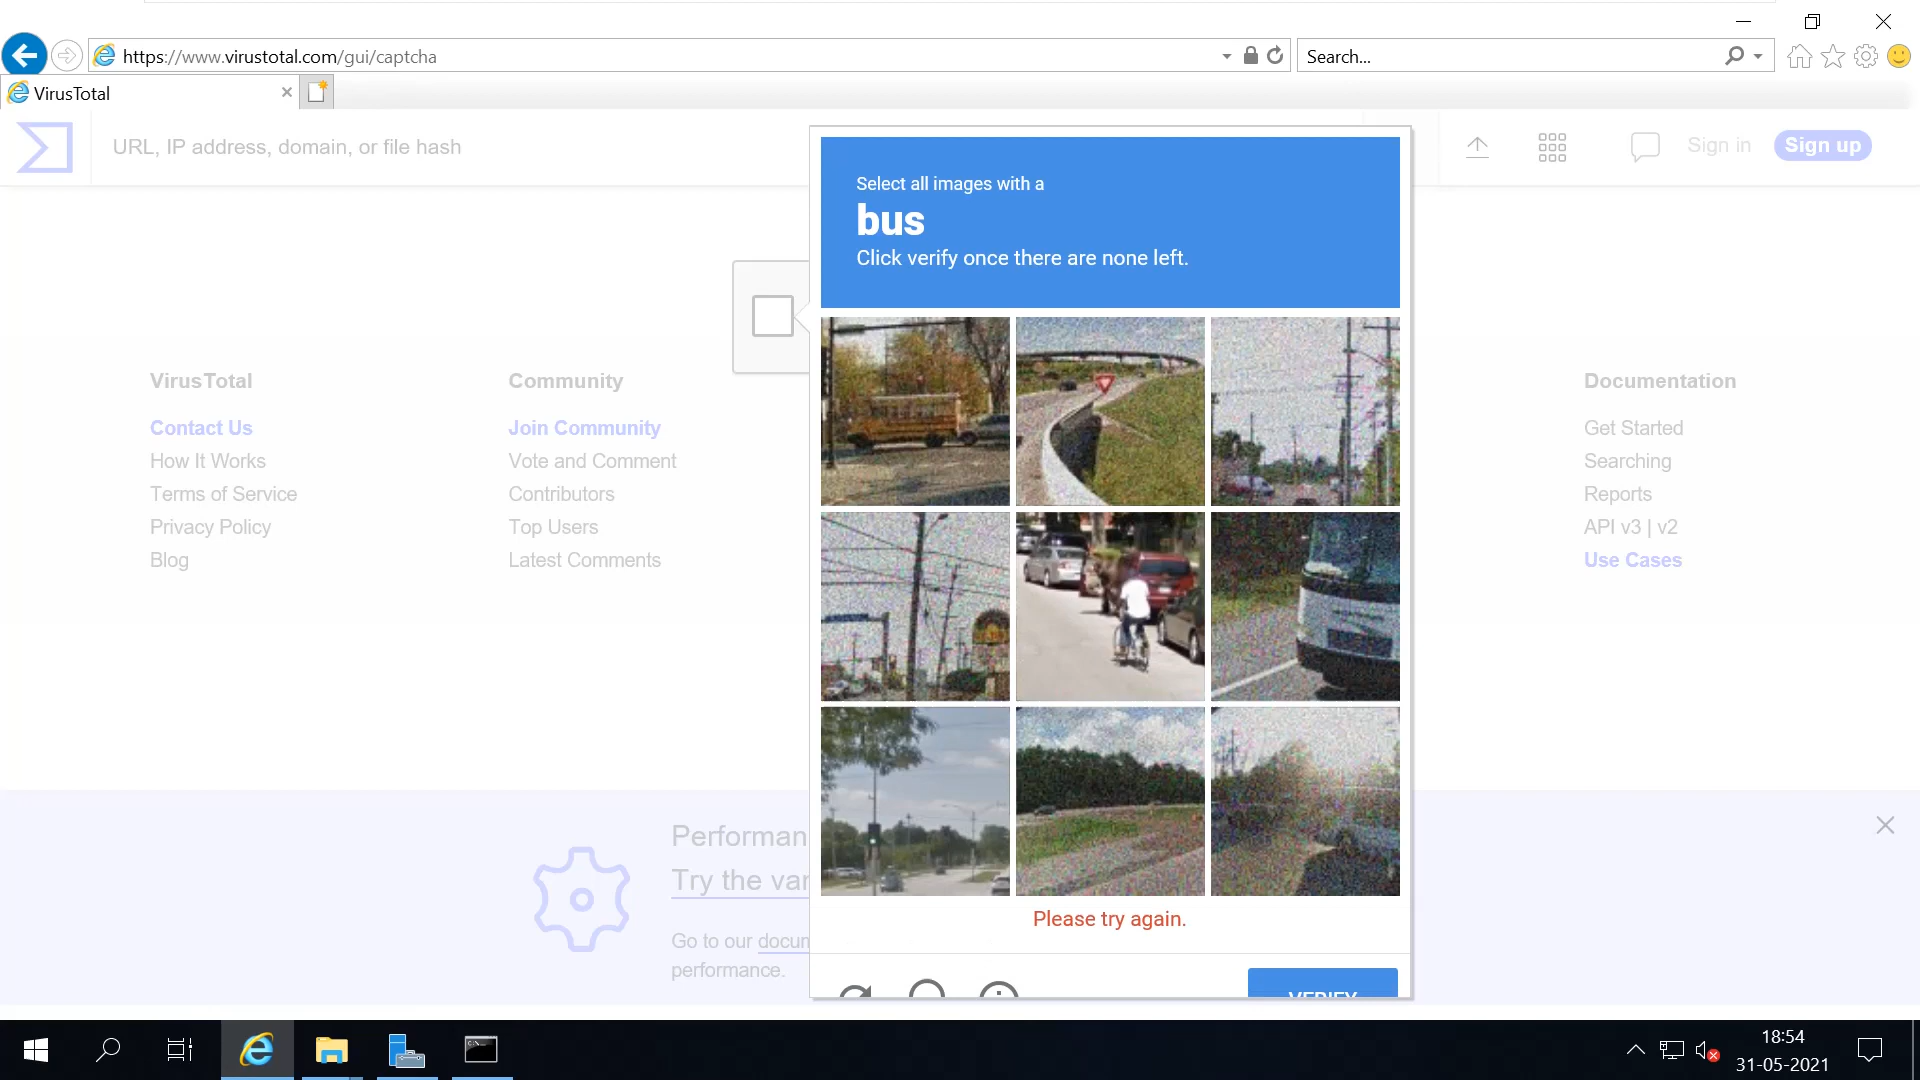 https://www.virustotal.com/gui/captcha
Search...
VirusTotal
URL, IP address, domain, or file hash
Sign in
Sign up
Select all images with a
bus
Click verify once there are none left.
VirusTotal
Contact Us
How It Works
Terms of Service
Privacy Policy
Blog
Community
Join Community
Vote and Comment
Contributors
Top Users
Latest Comments
Documentation
Get Started
Searching
Reports
API v3 | v2
Use Cases
Please try again.
VERIFY
Performan
Try the var
Go to our docum
performance.
18:54
31-05-2021